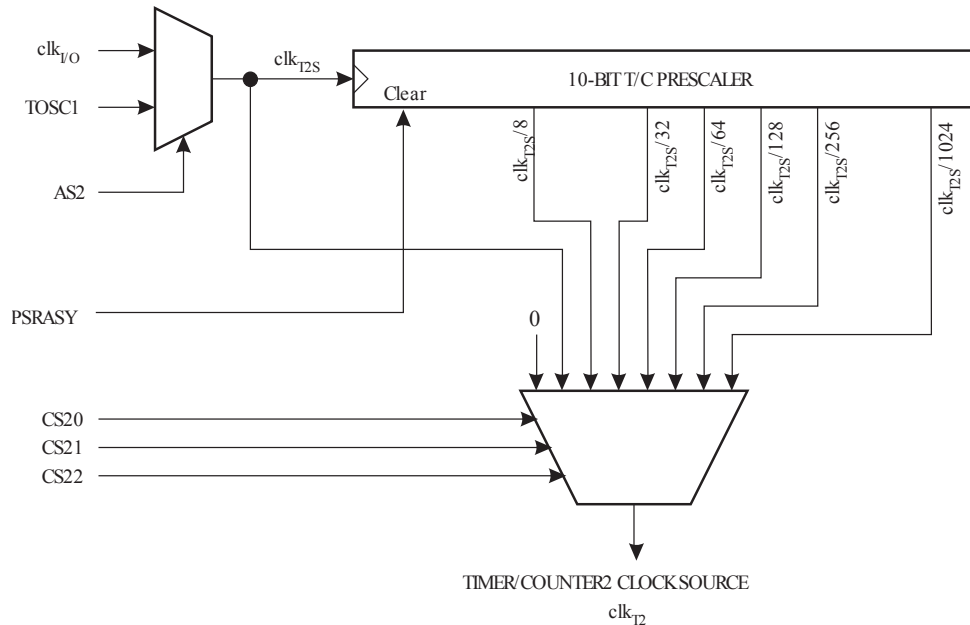 clkI/O
clkT2S
TOSC1
10-BIT T/C PRESCALER
Clear
AS2
PSRASY
clkT2S/8
clkT2S/32
clkT2S/64
clkT2S/128
clkT2S/256
clkT2S/1024
0
CS20
CS21
CS22
TIMER/COUNTER2 CLOCK SOURCE
clkT2